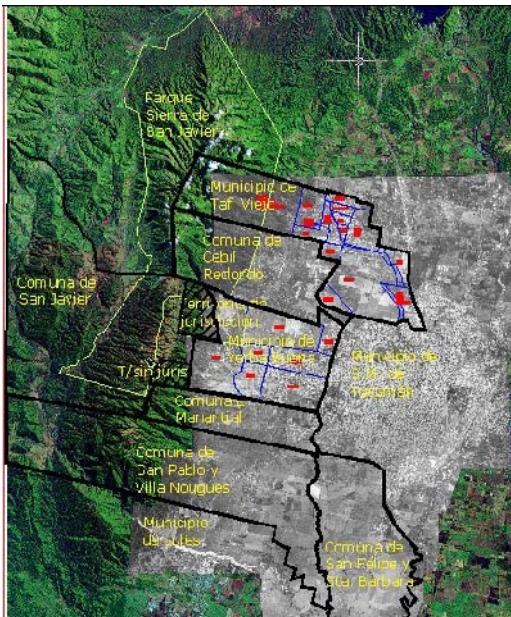 Parque
Sierra de
San Javier
Municipio de
Taf Viejo
Comuna de
Cebil
Redondo
Comuna de
San Javier
jurisdiccion
Municipio de
Yerba Buena
T/sin juris
Municipio de
Tucuman
Comuna
Comuna de
San Pablo y
Villa Nougues
Municipio
de Lules
Comuna de
San Felipe y
Sta. Barbara